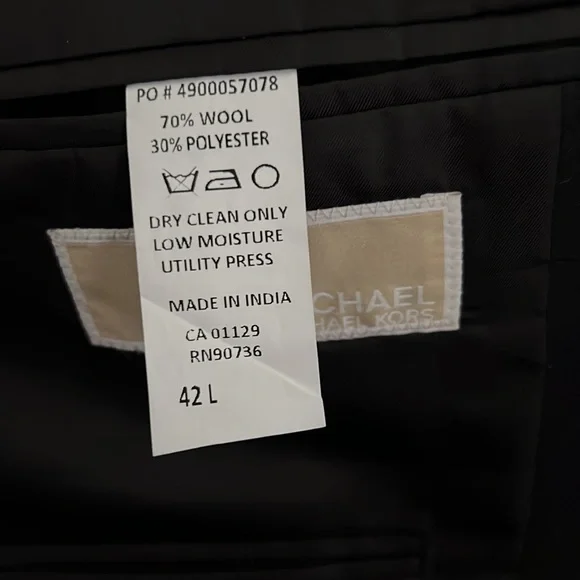 PO # 4900057078
70% WOOL
30% POLYESTER
DRY CLEAN ONLY
LOW MOISTURE
UTILITY PRESS
MADE IN INDIA
CA 01129
RN90736
42 L
CHAEL
HAEL KORS